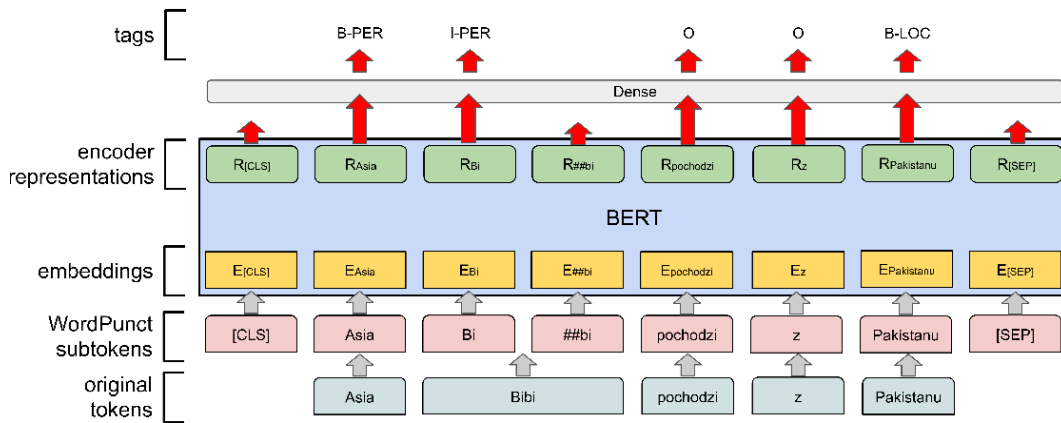 tags B-PER I-PER O O B-LOC
Dense
encoder
representations
R[CLS] RAsia RBi R##bi Rpochodzi Rz RPakistanu R[SEP]
BERT
embeddings E[CLS] EAsia EBi E##bi Epochodzi Ez EPakistanu E[SEP]
WordPunct
subtokens
[CLS] Asia Bi ##bi pochodzi z Pakistanu [SEP]
original
tokens
Asia Bibi pochodzi z Pakistanu